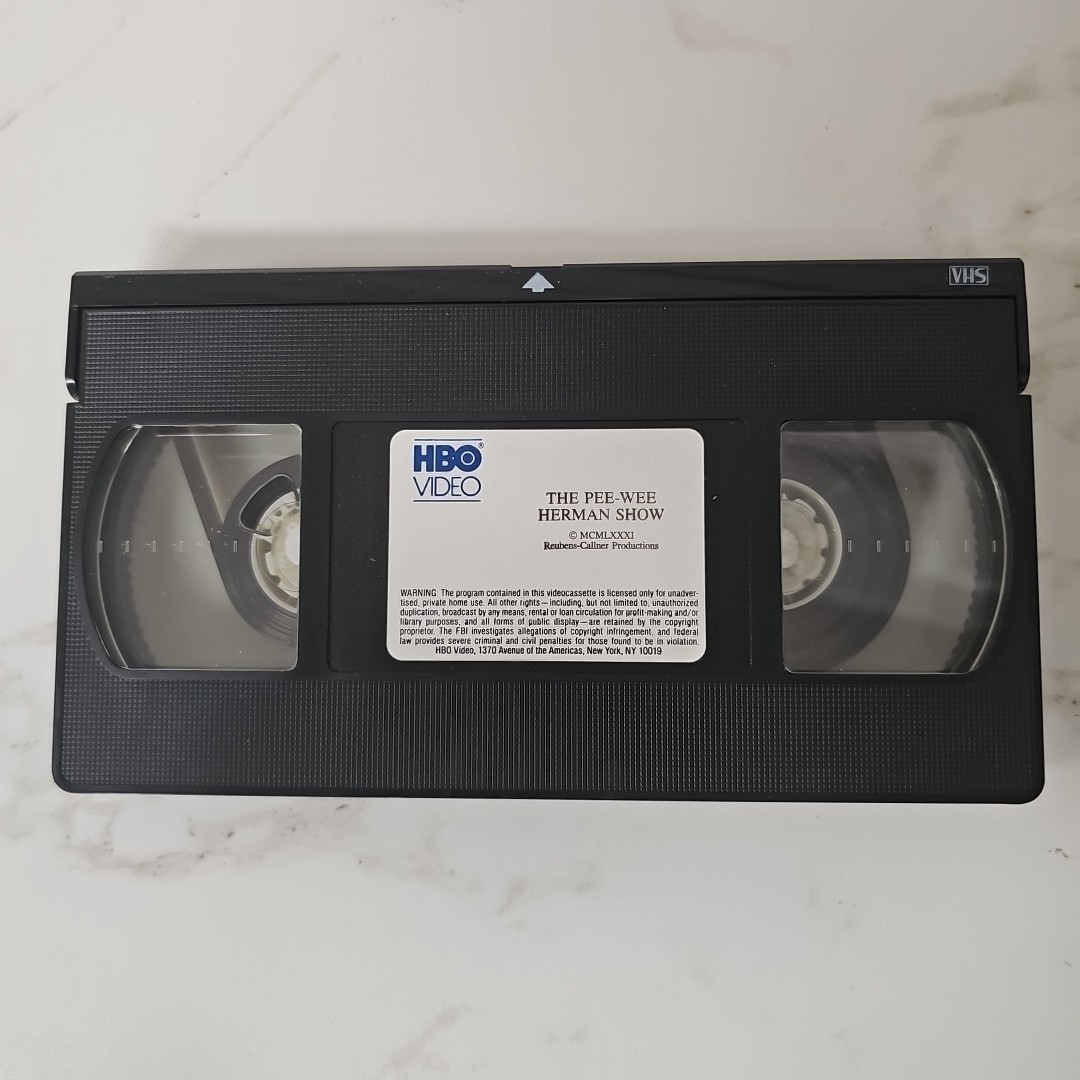 VHS
HBO®
VIDEO
THE PEE-WEE
HERMAN SHOW
© MCMLXXXI
Reubens-Callner Productions
WARNING: The program contained in this videocassette is licensed only for unadver-
tised, private home use. All other rights—including, but not limited to, unauthorized
duplication, broadcast by any means, rental or loan circulation for profit-making and/or
library purposes, and all forms of public display—are retained by the copyright
proprietor. The FBI investigates allegations of copyright infringement, and federal
law provides severe criminal and civil penalties for those found to be in violation.
HBO Video, 1370 Avenue of the Americas, New York, NY 10019